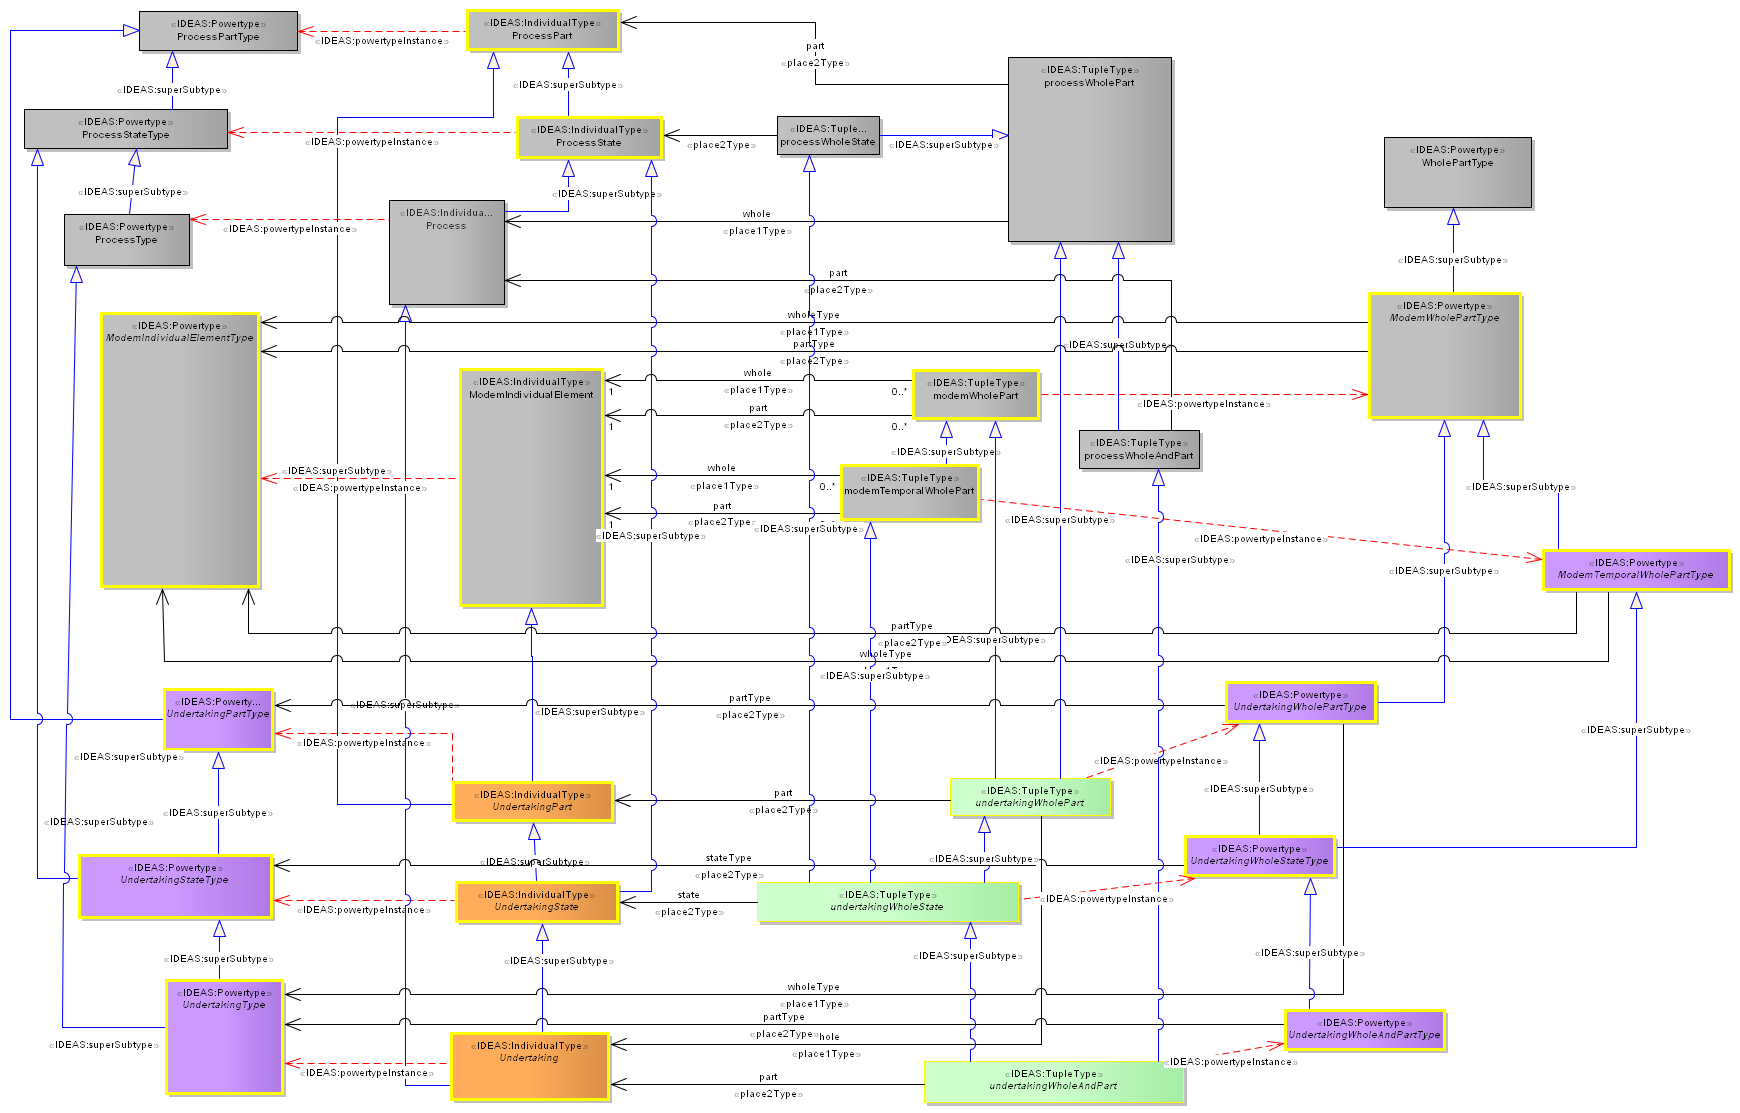 «IDEAS:Powertype»
ProcessPartType
«IDEAS:powertypeInstance»
«IDEAS:IndividualType»
ProcessPart
part
«place2Type»
«IDEAS:TupleType»
processWholePart
«IDEAS:superSubtype»
«IDEAS:superSubtype»
«IDEAS:Powertype»
ProcessStateType
«IDEAS:powertypeInstance»
«IDEAS:IndividualType»
ProcessState
«place2Type»
«IDEAS:Tuple...
processWholeState
«IDEAS:superSubtype»
«IDEAS:Powertype»
WholePartType
«IDEAS:superSubtype»
«IDEAS:superSubtype»
«IDEAS:Powertype»
ProcessType
«IDEAS:powertypeInstance»
«IDEAS:Individua...
Process
whole
«place1Type»
part
«place2Type»
«IDEAS:superSubtype»
«IDEAS:Powertype»
ModemIndividualElementType
wholeType
«place1Type»
partType
«place2Type»
«IDEAS:superSubtype»
«IDEAS:Powertype»
ModemWholePartType
«IDEAS:IndividualType»
ModemIndividualElement
whole
«place1Type»
1
0..*
part
«place2Type»
1
0..*
«IDEAS:TupleType»
modemWholePart
«IDEAS:powertypeInstance»
«IDEAS:superSubtype»
«IDEAS:TupleType»
processWholeAndPart
«IDEAS:superSubtype»
«IDEAS:powertypeInstance»
whole
«place1Type»
1
0..*
part
«place2Type»
1
«IDEAS:TupleType»
modemTemporalWholePart
«IDEAS:superSubtype»
«IDEAS:superSubtype»
«IDEAS:superSubtype»
«IDEAS:superSubtype»
«IDEAS:powertypeInstance»
«IDEAS:superSubtype»
«IDEAS:superSubtype»
«IDEAS:Powertype»
ModemTemporalWholePartType
partType
«place2Type»
IDEAS:superSubtype»
wholeType
«IDEAS:superSubtype»
«IDEAS:Powerty...
UndertakingPartType
«IDEAS:superSubtype»
«IDEAS:superSubtype»
partType
«place2Type»
«IDEAS:Powertype»
UndertakingWholePartType
«IDEAS:superSubtype»
«IDEAS:powertypeInstance»
«IDEAS:superSubtype»
«IDEAS:powertypeInstance»
«IDEAS:superSubtype»
«IDEAS:IndividualType»
UndertakingPart
part
«place2Type»
«IDEAS:TupleType»
undertakingWholePart
«IDEAS:superSubtype»
«IDEAS:superSubtype»
«IDEAS:Powertype»
UndertakingStateType
«IDEAS:superSubtype»
stateType
«place2Type»
«IDEAS:superSubtype»
«IDEAS:Powertype»
UndertakingWholeStateType
«IDEAS:powertypeInstance»
«IDEAS:IndividualType»
UndertakingState
state
«place2Type»
«IDEAS:TupleType»
undertakingWholeState
«IDEAS:powertypeInstance»
«IDEAS:superSubtype»
«IDEAS:superSubtype»
«IDEAS:superSubtype»
«IDEAS:superSubtype»
«IDEAS:Powertype»
UndertakingType
wholeType
«place1Type»
partType
«place2Type»
hole
«place1Type»
«IDEAS:Powertype»
UndertakingWholeAndPartType
«IDEAS:superSubtype»
«IDEAS:powertypeInstance»
«IDEAS:IndividualType»
Undertaking
part
«place2Type»
«IDEAS:TupleType»
undertakingWholeAndPart
«IDEAS:powertypeInstance»